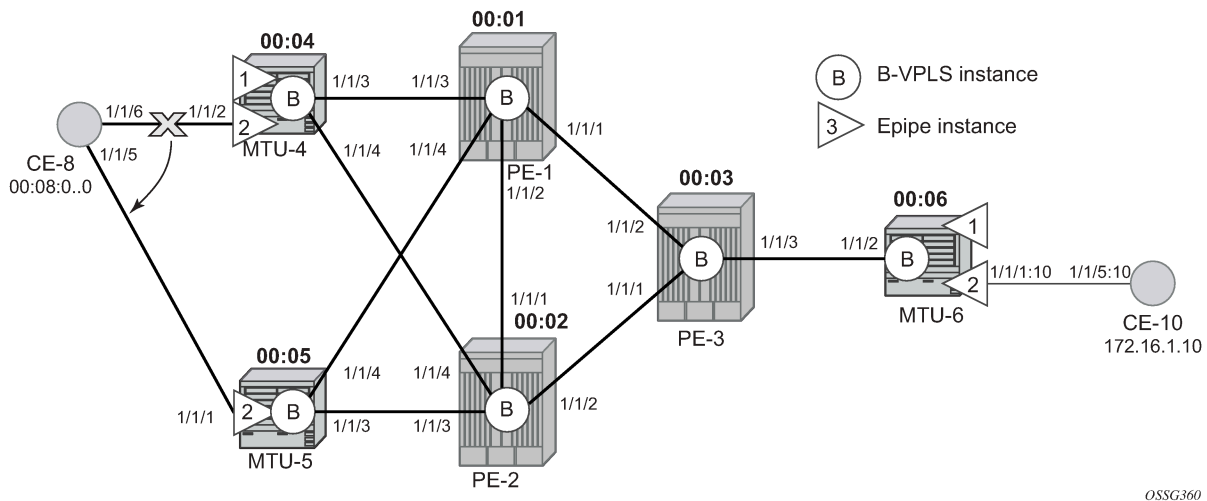 00:01
00:04
1
B
2
MTU-4
1/1/3
1/1/3
B
PE-1
B
B-VPLS instance
3
Epipe instance
1/1/6
1/1/2
1/1/5
CE-8
00:08:0..0
1/1/4
1/1/4
1/1/1
1/1/2
00:03
1/1/2
B
1/1/1
PE-3
1/1/3
1/1/2
00:06
1
B
2
MTU-6
1/1/1:10
1/1/5:10
CE-10
172.16.1.10
1/1/1
00:02
00:05
1/1/4
1/1/4
1/1/1
2
B
MTU-5
1/1/3
1/1/3
B
1/1/2
PE-2
OSSG360